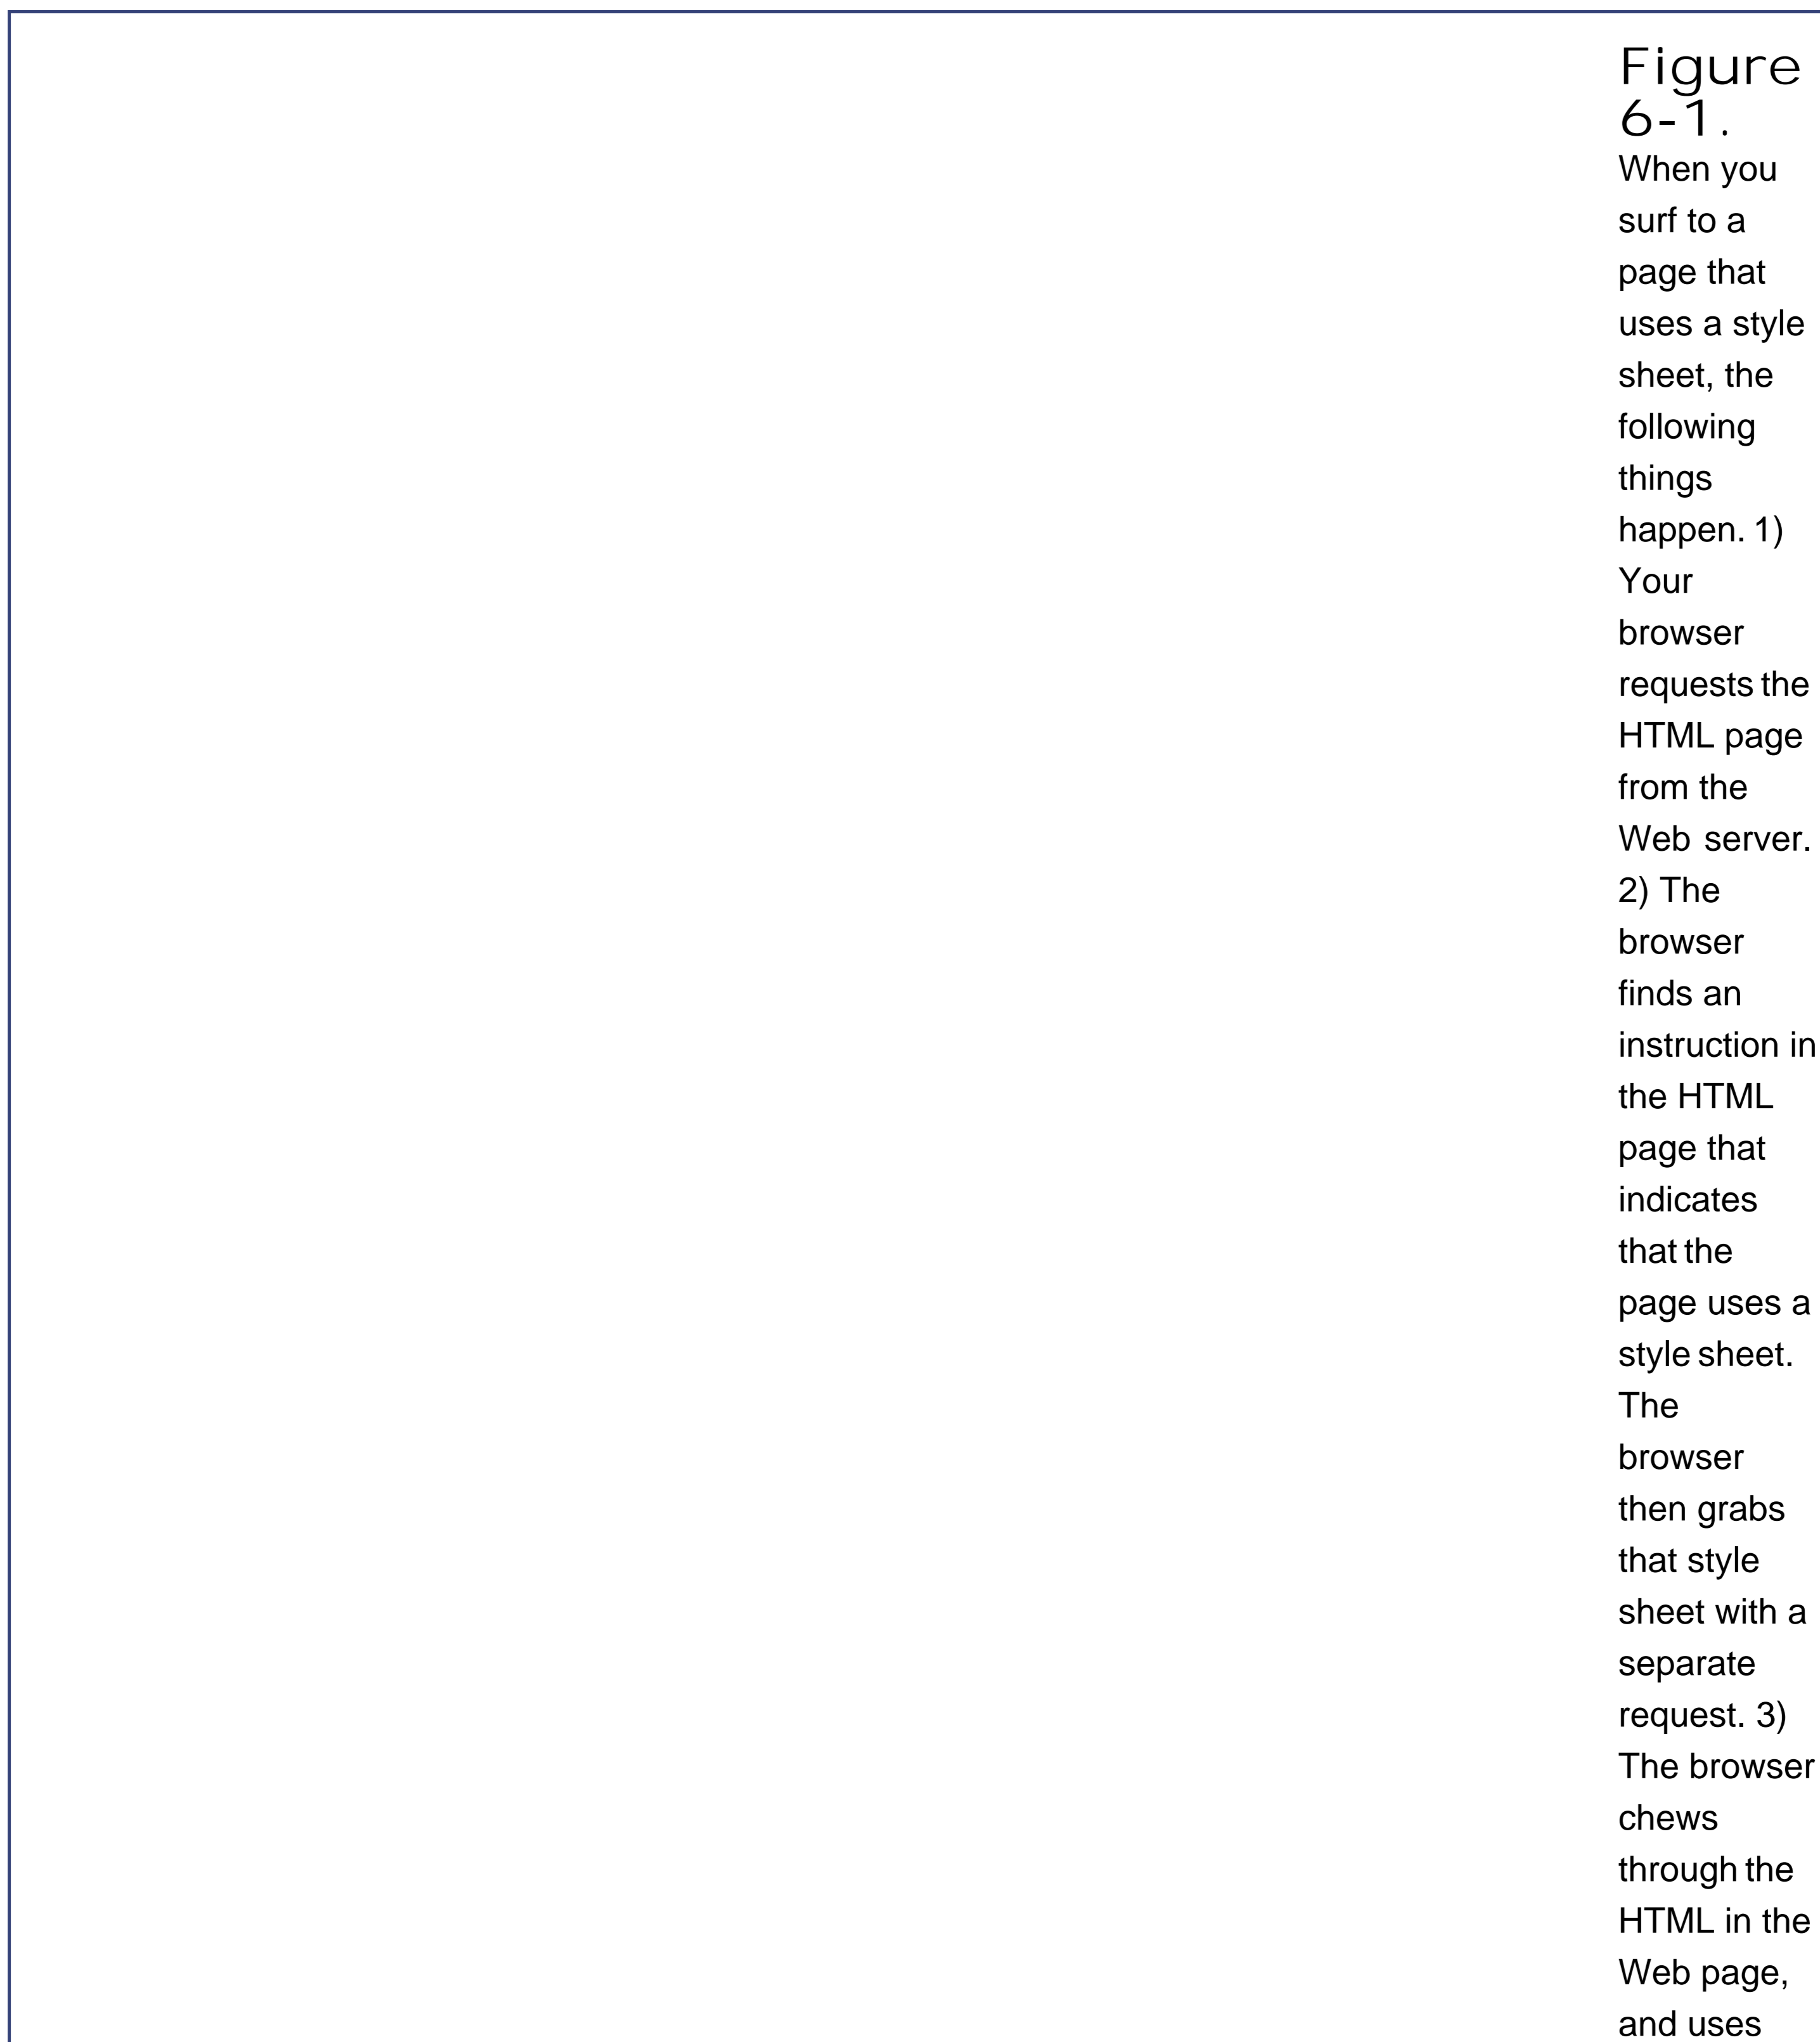 Figure
6-1.
When you
surf to a
page that
uses a style
sheet, the
following
things
happen. 1)
Your
browser
requests the
HTML page
from the
Web server.
2) The
browser
finds an
instruction in
the HTML
page that
indicates
that the
page uses a
style sheet.
The
browser
then grabs
that style
sheet with a
separate
request. 3)
The browser
chews
through the
HTML in the
Web page,
and uses